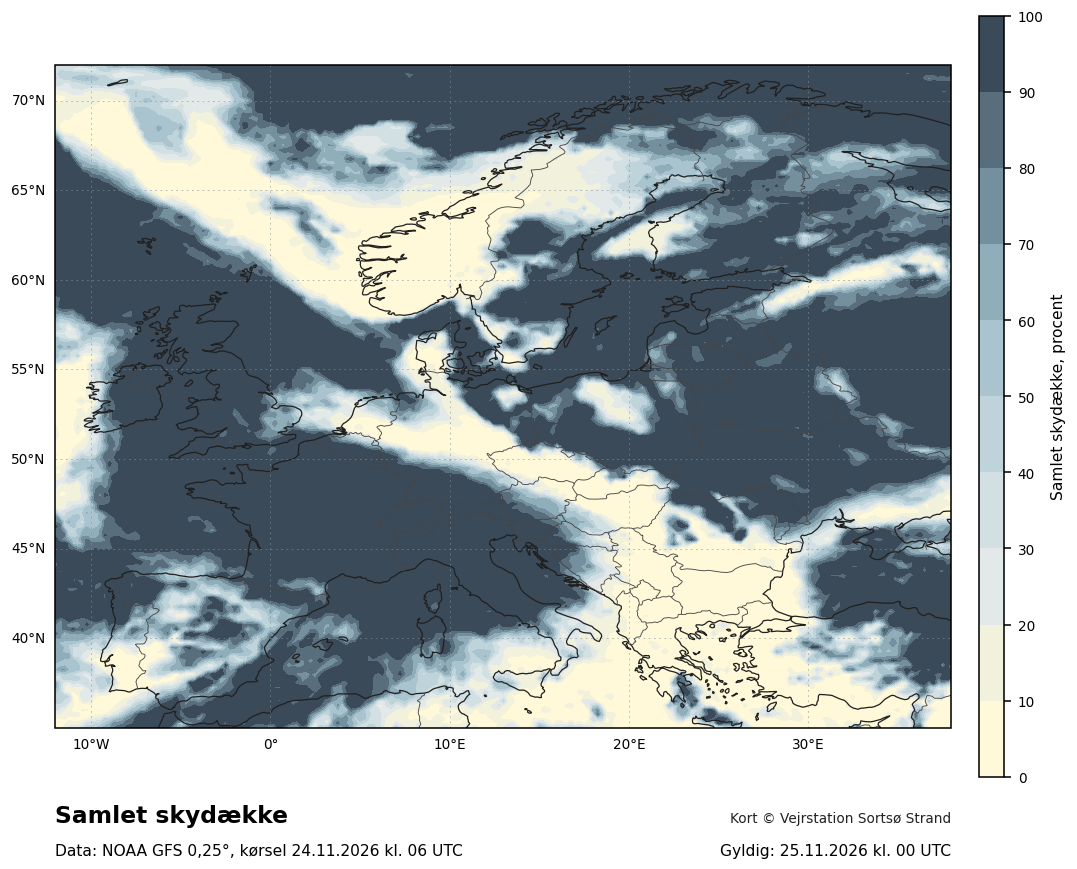 100
90
80
70
60
50
40
30
20
10
0
Samlet skydække, procent
70°N
65°N
60°N
55°N
50°N
45°N
40°N
10°W
0°
10°E
20°E
30°E
Samlet skydække
Kort © Vejrstation Sortsø Strand
Data: NOAA GFS 0,25°, kørsel 24.11.2026 kl. 06 UTC
Gyldig: 25.11.2026 kl. 00 UTC